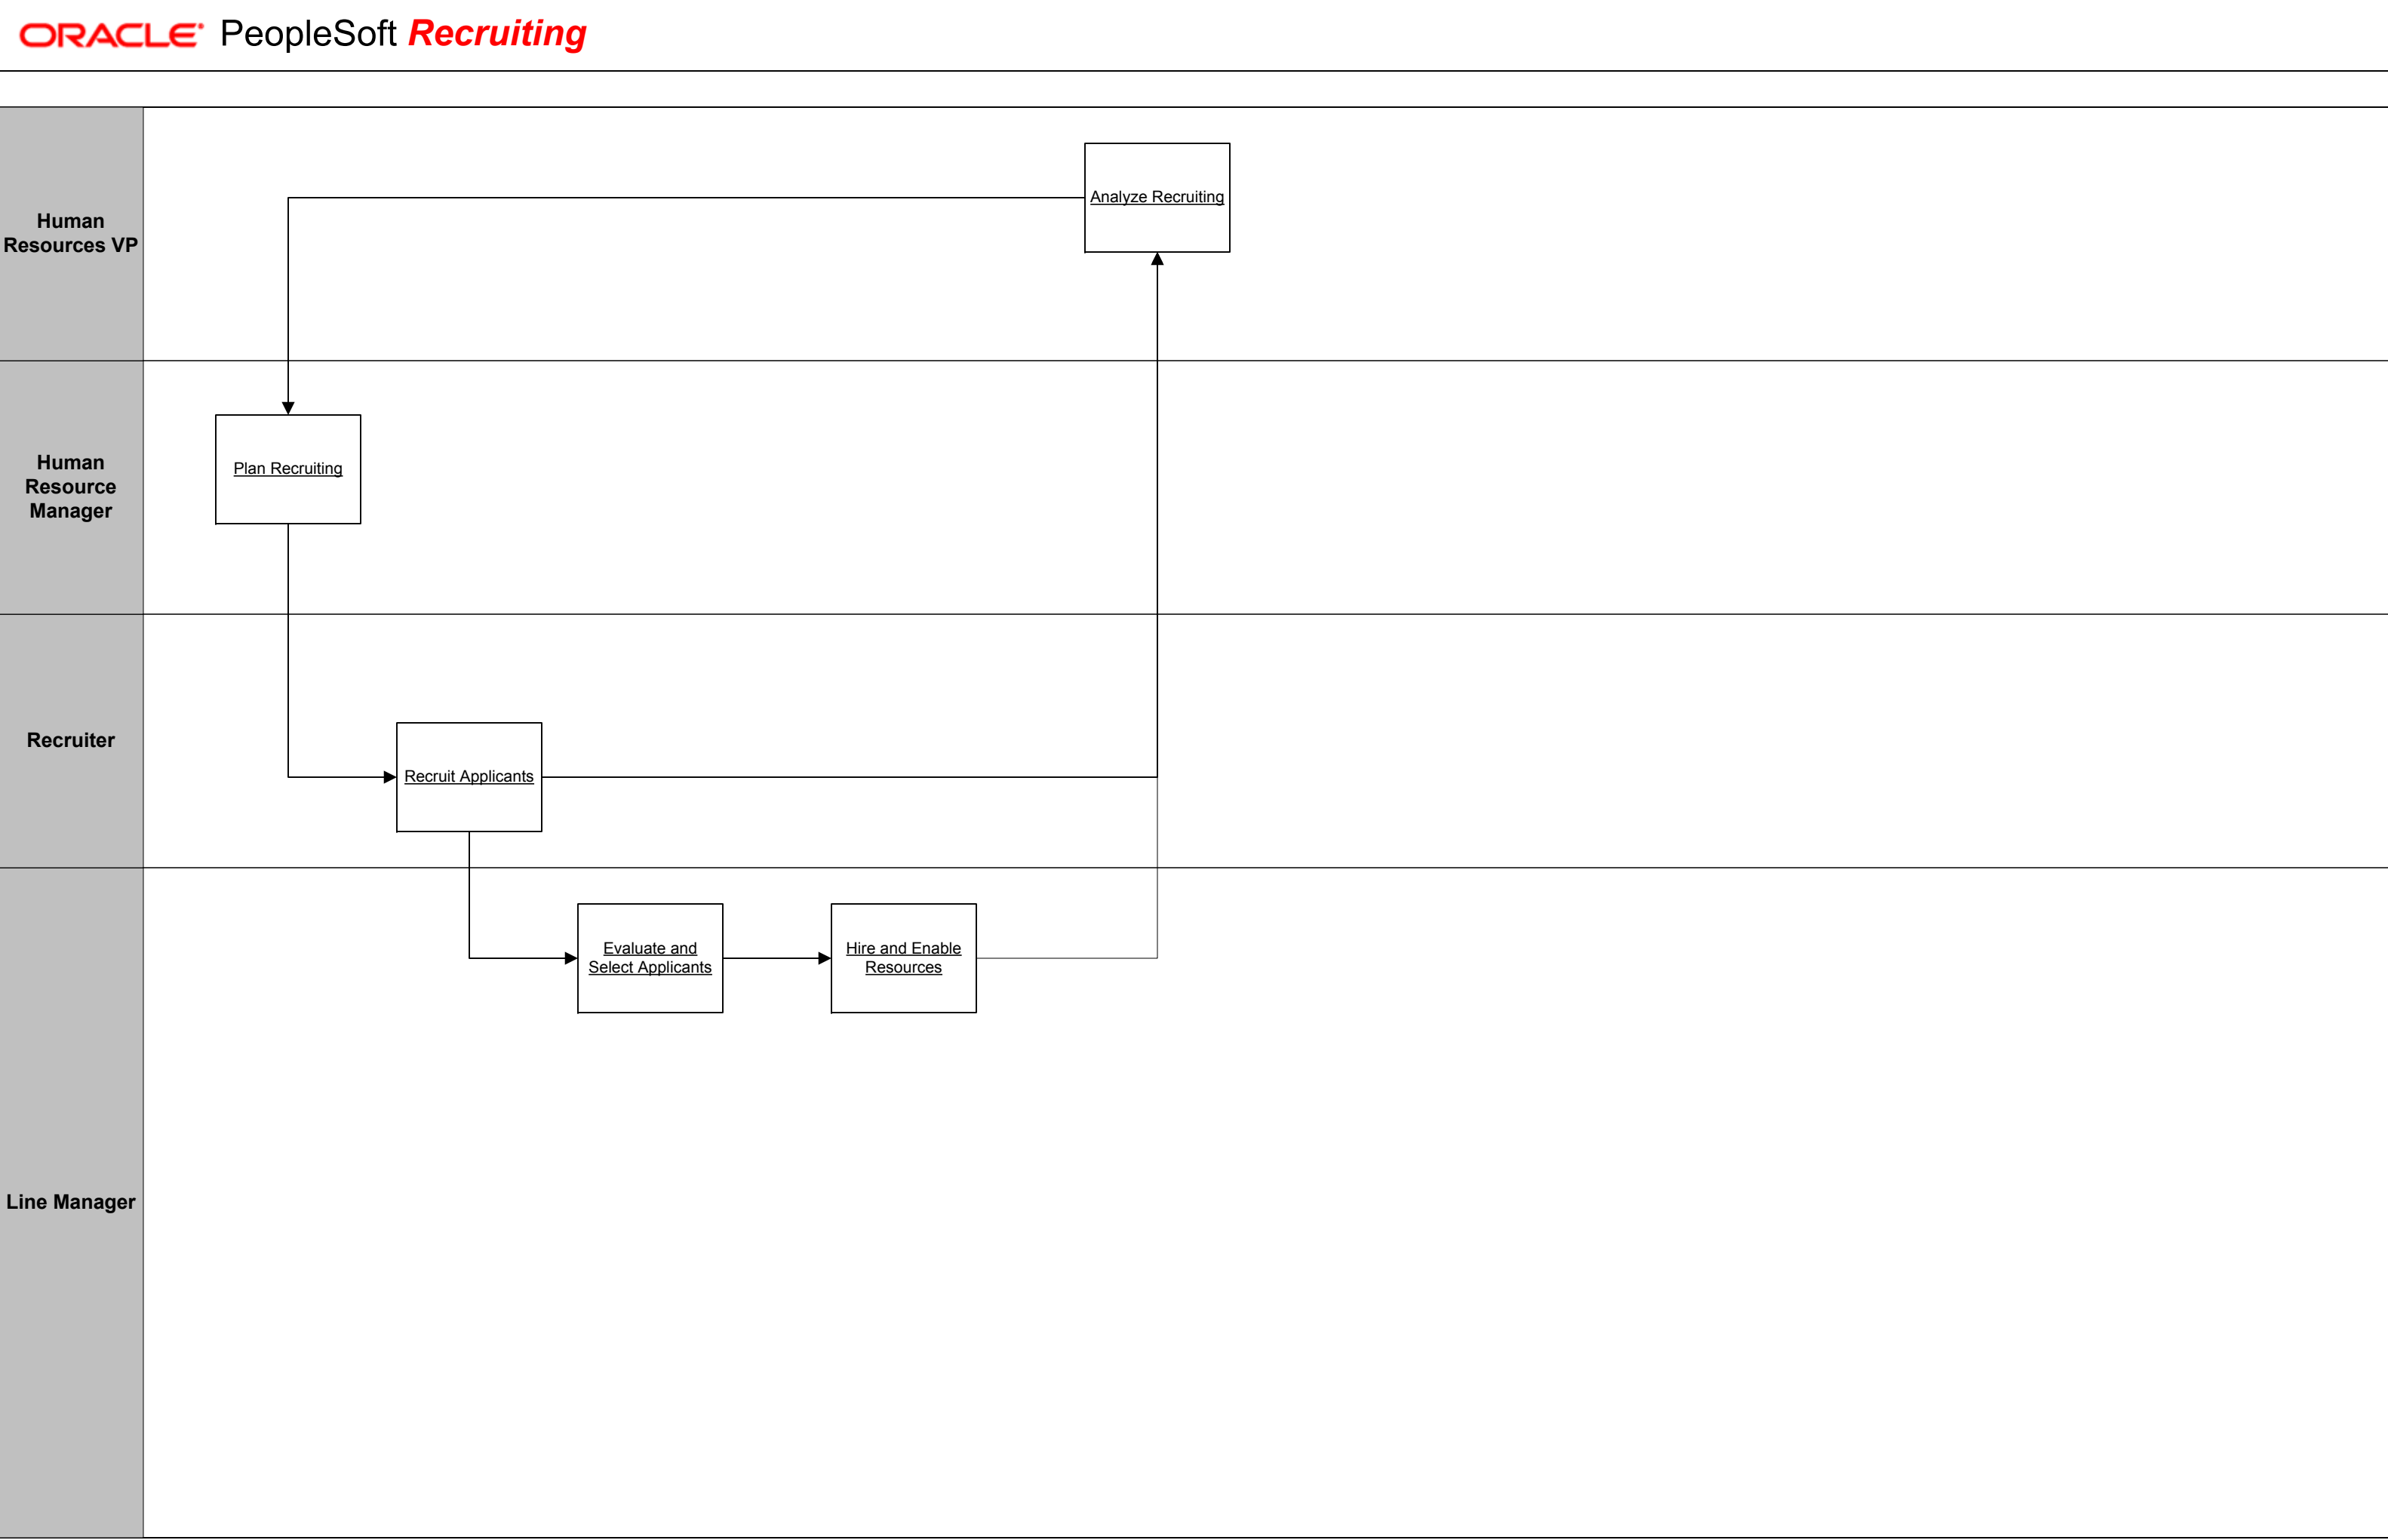 ORACLE PeopleSoft Recruiting
Human
Resources VP
Analyze Recruiting
Human
Resource
Manager
Plan Recruiting
Recruiter
Recruit Applicants
Line Manager
Evaluate and
Select Applicants
Hire and Enable
Resources